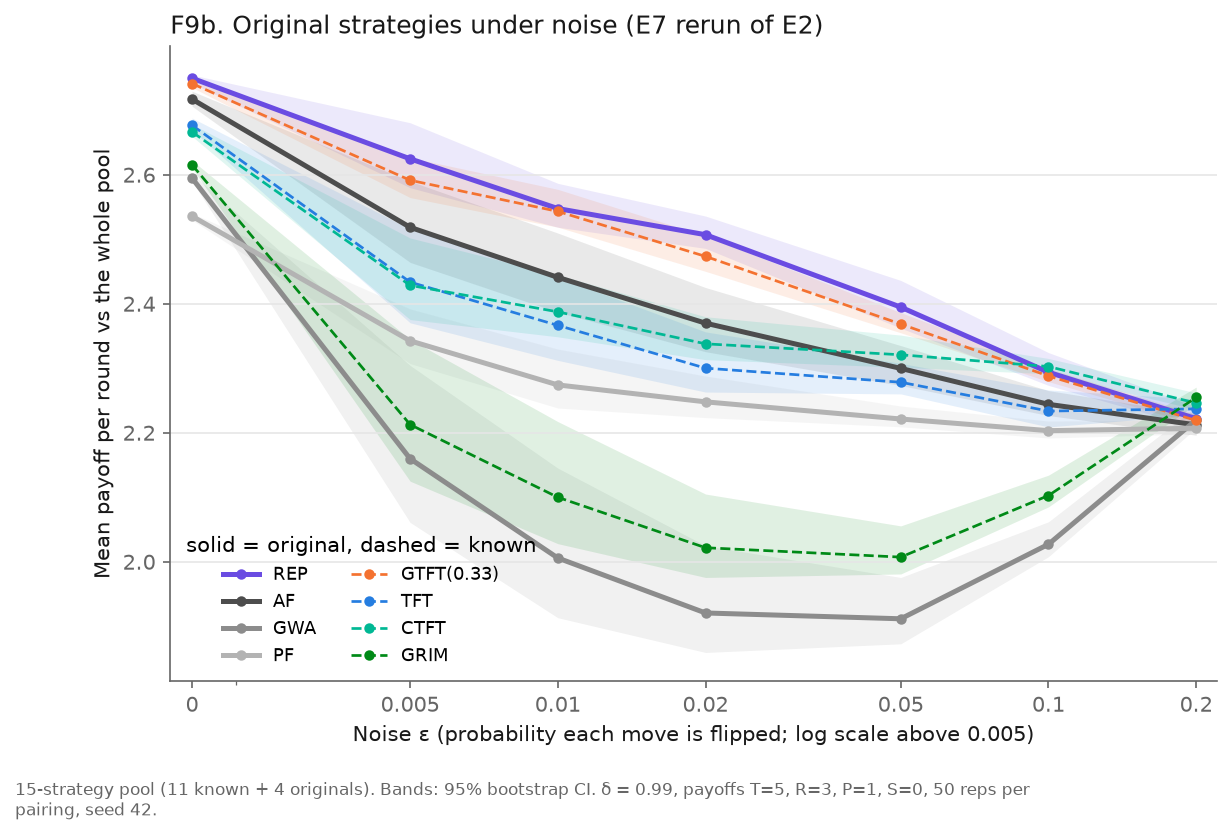 F9b. Original strategies under noise (E7 rerun of E2)
Mean payoff per round vs the whole pool
2.6
2.4
2.2
2.0
solid = original, dashed = known
REP
GTFT(0.33)
AF
TFT
GWA
CTFT
PF
GRIM
0
0.005
0.01
0.02
0.05
0.1
0.2
Noise ε (probability each move is flipped; log scale above 0.005)
15-strategy pool (11 known + 4 originals). Bands: 95% bootstrap CI. δ = 0.99, payoffs T=5, R=3, P=1, S=0, 50 reps per
pairing, seed 42.